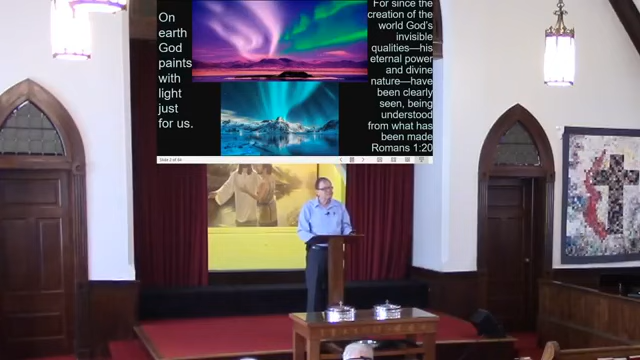 On
earth
God
paints
with
light
just
for us.
For since the
creation of the
world God's
invisible
qualities—his
eternal power
and divine
nature—have
been clearly
seen, being
understood
from what has
been made
Romans 1:20